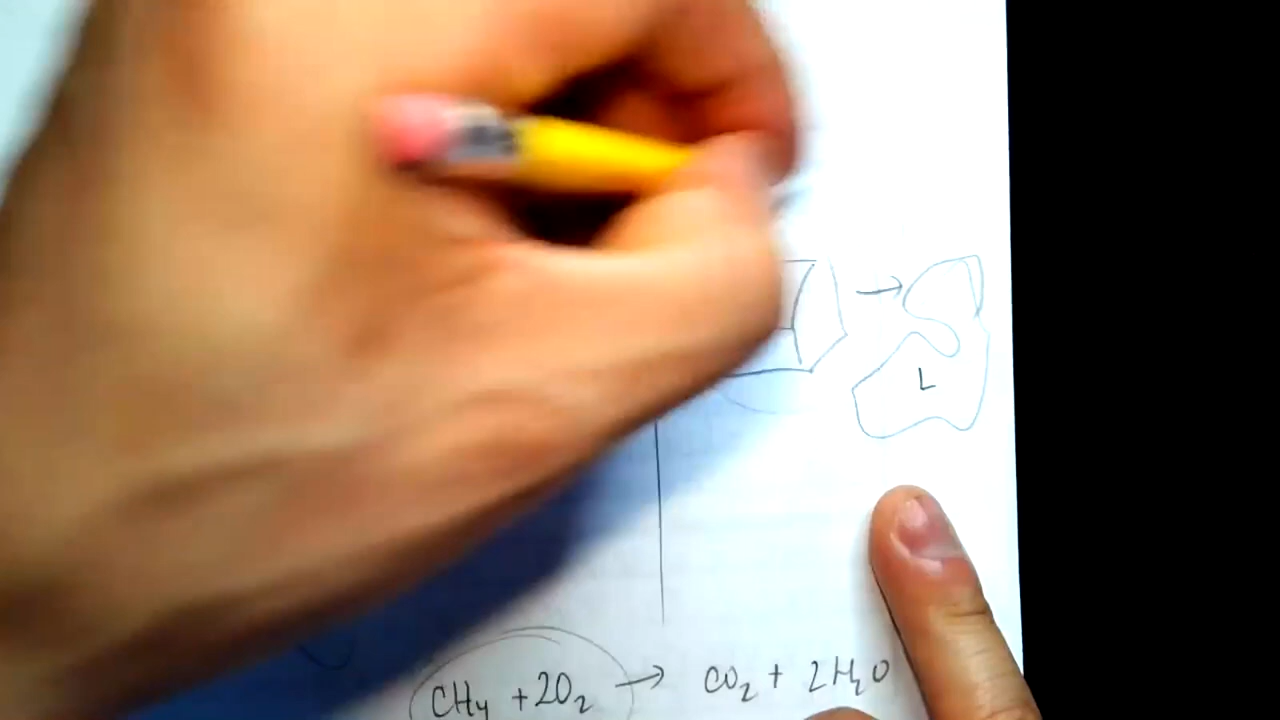 L
CH4 + 2O2 → CO2 + 2H2O